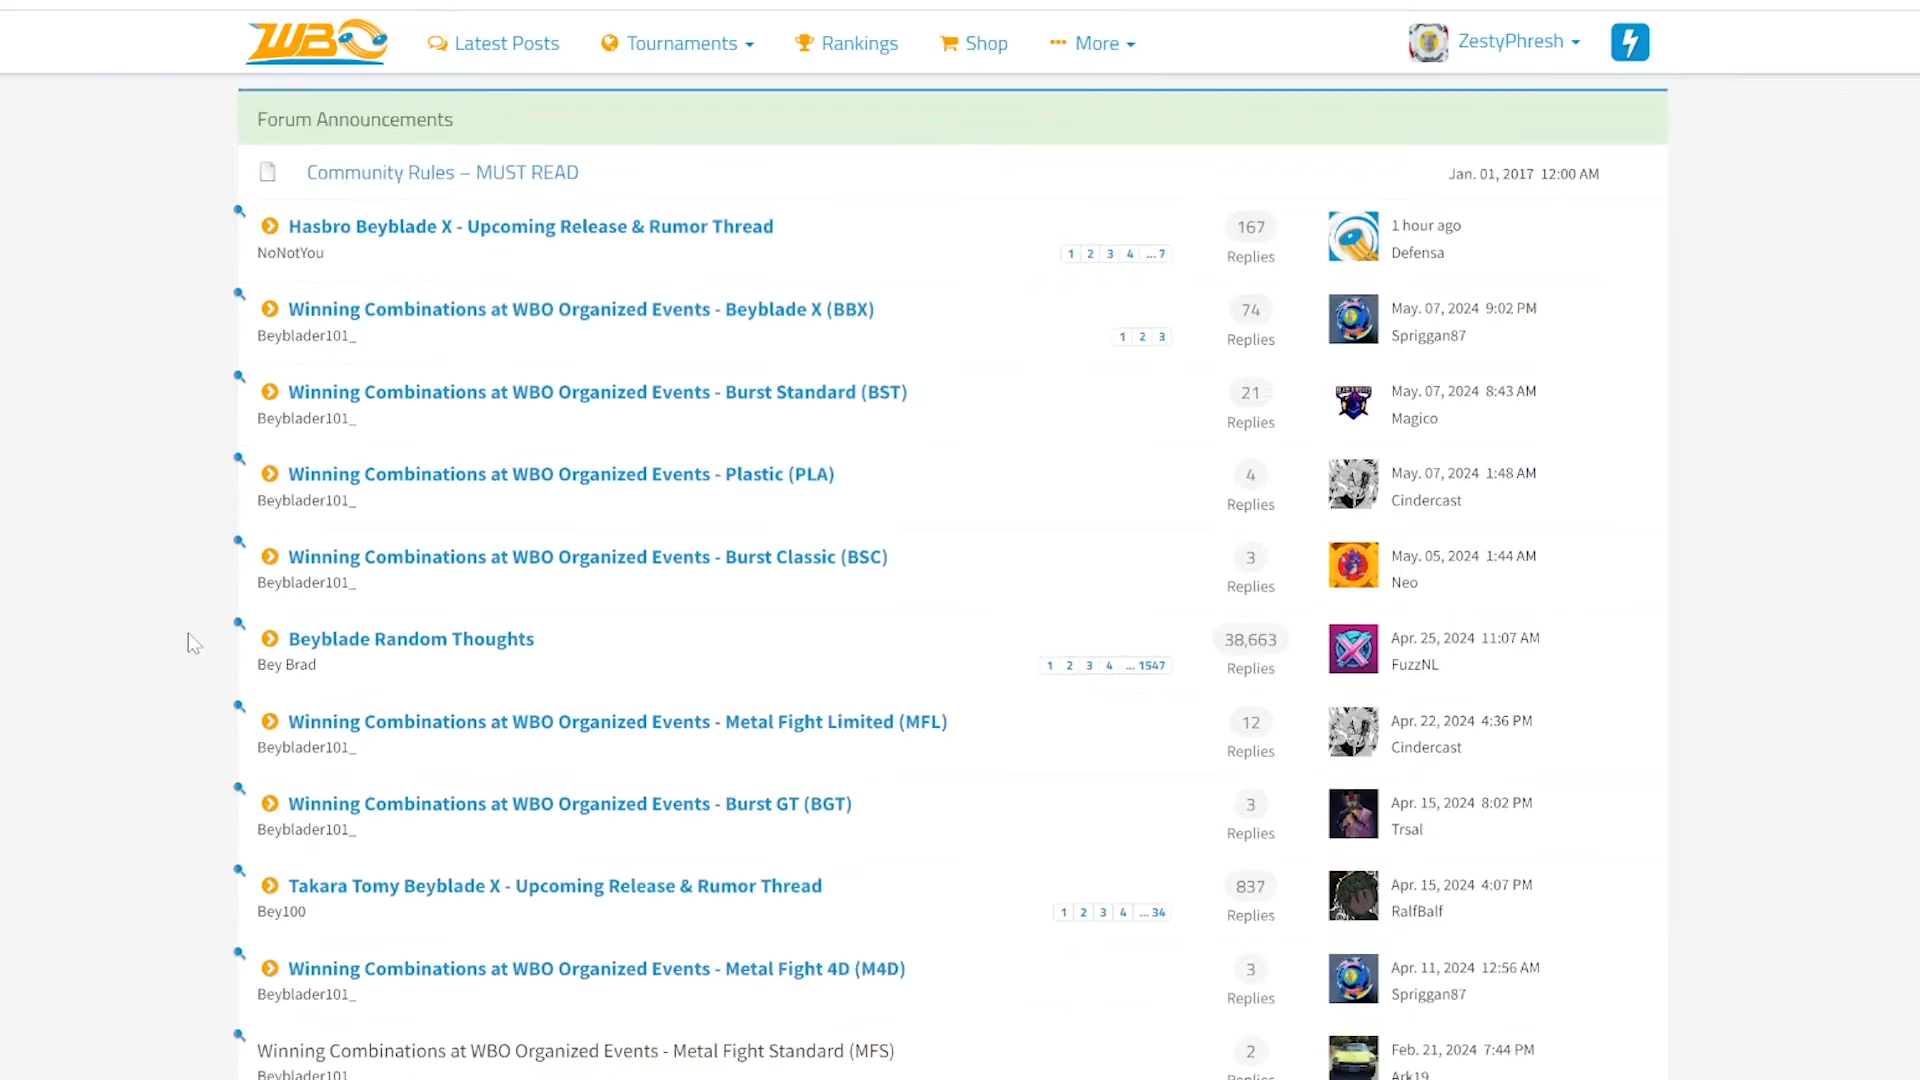 WBO Latest Posts Tournaments Rankings Shop More ZestyPhresh
Forum Announcements
Community Rules – MUST READ Jan. 01, 2017 12:00 AM
Hasbro Beyblade X - Upcoming Release & Rumor Thread 167 1 hour ago
NoNotYou 1 2 3 4 ... 7 Replies Defensa
Winning Combinations at WBO Organized Events - Beyblade X (BBX) 74 May. 07, 2024 9:02 PM
Beyblader101_ 1 2 3 Replies Spriggan87
Winning Combinations at WBO Organized Events - Burst Standard (BST) 21 May. 07, 2024 8:43 AM
Beyblader101_ Replies Magico
Winning Combinations at WBO Organized Events - Plastic (PLA) 4 May. 07, 2024 1:48 AM
Beyblader101_ Replies Cindercast
Winning Combinations at WBO Organized Events - Burst Classic (BSC) 3 May. 05, 2024 1:44 AM
Beyblader101_ Replies Neo
Beyblade Random Thoughts 38,663 Apr. 25, 2024 11:07 AM
Bey Brad 1 2 3 4 ... 1547 Replies FuzzNL
Winning Combinations at WBO Organized Events - Metal Fight Limited (MFL) 12 Apr. 22, 2024 4:36 PM
Beyblader101_ Replies Cindercast
Winning Combinations at WBO Organized Events - Burst GT (BGT) 3 Apr. 15, 2024 8:02 PM
Beyblader101_ Replies Trsal
Takara Tomy Beyblade X - Upcoming Release & Rumor Thread 837 Apr. 15, 2024 4:07 PM
Bey100 1 2 3 4 ... 34 Replies RalfBalf
Winning Combinations at WBO Organized Events - Metal Fight 4D (M4D) 3 Apr. 11, 2024 12:56 AM
Beyblader101_ Replies Spriggan87
Winning Combinations at WBO Organized Events - Metal Fight Standard (MFS) 2 Feb. 21, 2024 7:44 PM
Beyblader101 Replies Ark19